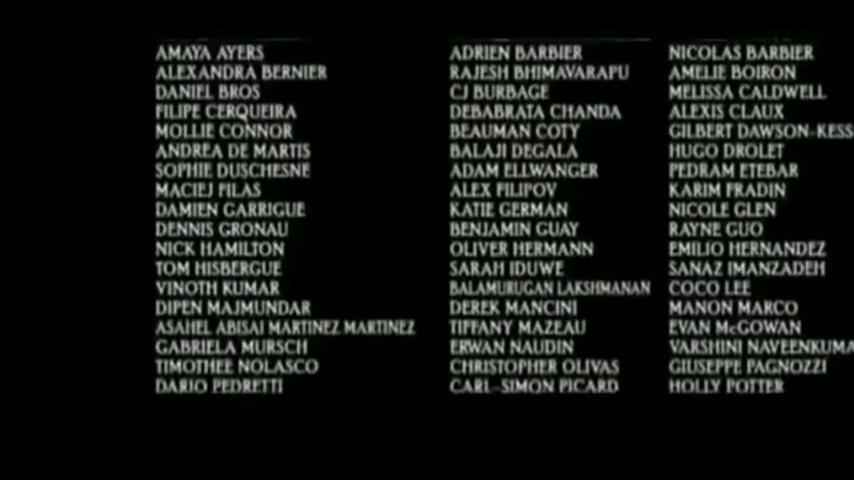 AMAYA AYERS ADRIEN BARBIER NICOLAS BARBIER
ALEXANDRA BERNIER RAJESH BHIMAVARAPU AMELIE BOIRON
DANIEL BROS CJ BURBAGE MELISSA CALDWELL
FILIPE CERQUEIRA DEBABRATA CHANDA ALEXIS CLAUX
MOLLIE CONNOR BEAUMAN COTY GILBERT DAWSON-KESS
ANDREA DE MARTIS BALAJI DEGALA HUGO DROLET
SOPHIE DUSCHESNE ADAM ELLWANGER PEDRAM ETEBAR
MACIEJ FILAS ALEX FILIPOV KARIM FRADIN
DAMIEN GARRIGUE KATIE GERMAN NICOLE GLEN
DENNIS GRONAU BENJAMIN GUAY RAYNE GUO
NICK HAMILTON OLIVER HERMANN EMILIO HERNANDEZ
TOM HISBERGUE SARAH IDUWE SANAZ IMANZADEH
VINOTH KUMAR BALAMURUGAN LAKSHMANAN COCO LEE
DIPEN MAJMUNDAR DEREK MANCINI MANON MARCO
ASAHEL ABISAI MARTINEZ MARTINEZ TIFFANY MAZEAU EVAN McGOWAN
GABRIELA MURSCH ERWAN NAUDIN VARSHINI NAVEENKUMA
TIMOTHEE NOLASCO CHRISTOPHER OLIVAS GIUSEPPE PAGNOZZI
DARIO PEDRETTI CARL-SIMON PICARD HOLLY POTTER